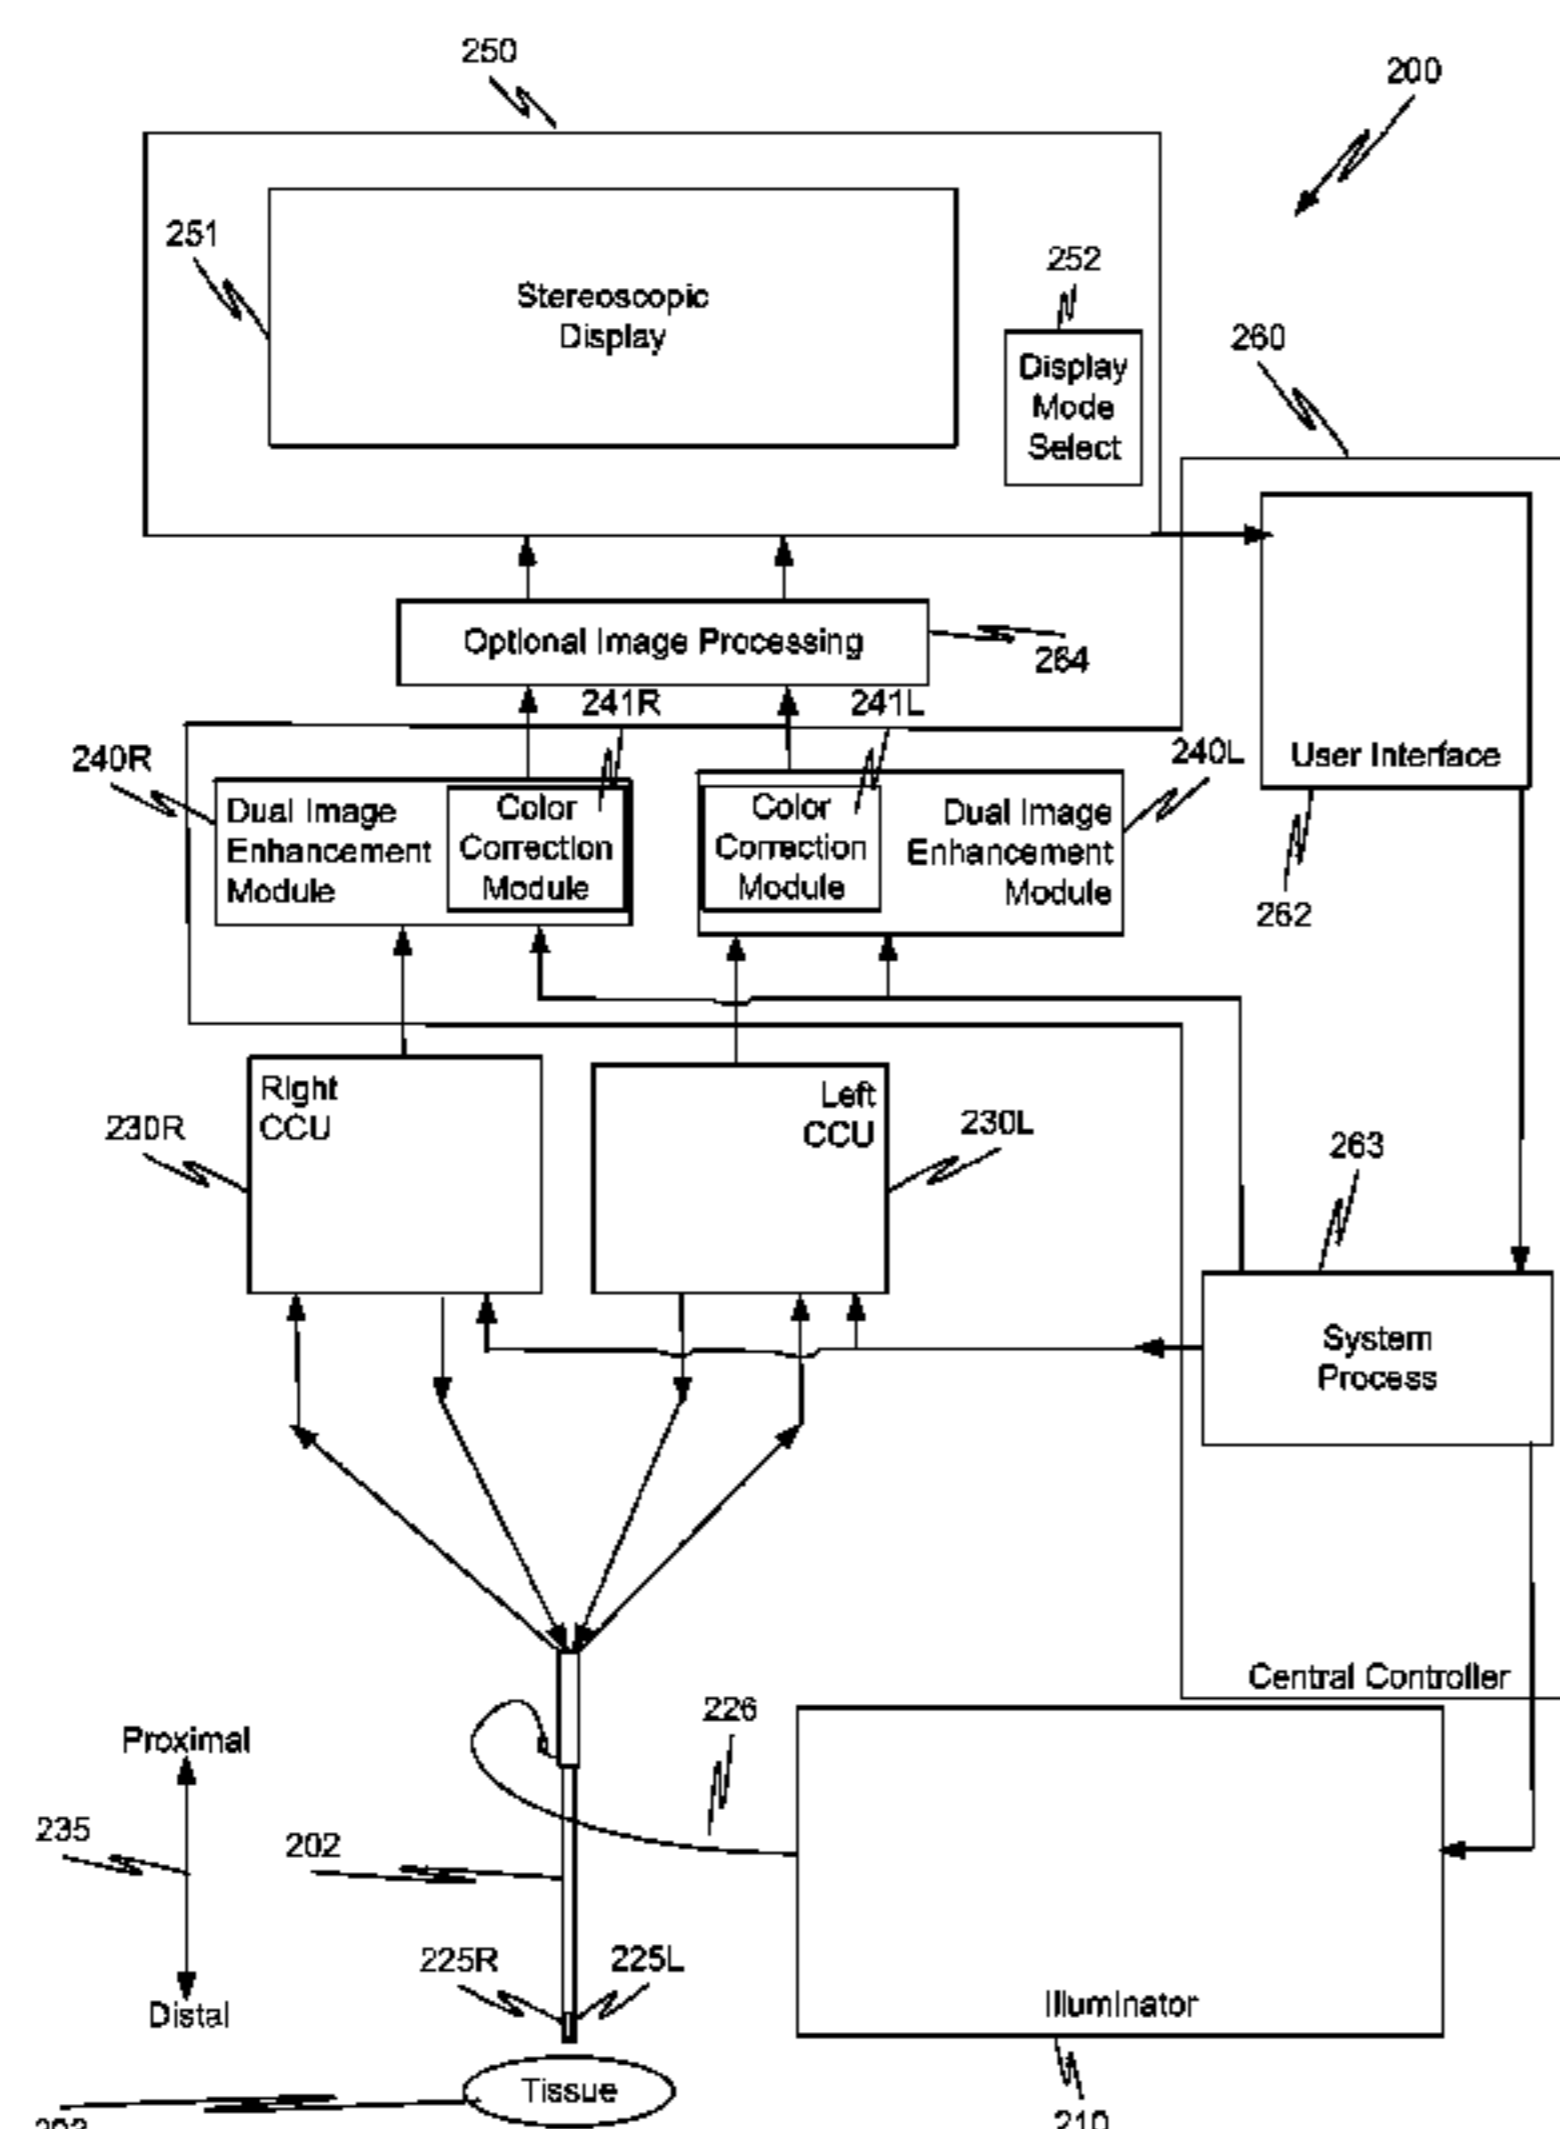 250
200
251
Stereoscopic
Display
252
Display
Mode
Select
260
Optional Image Processing
264
241R
241L
240R
240L
Dual Image
Enhancement
Module
Color
Correction
Module
Color
Correction
Module
Dual Image
Enhancement
Module
User Interface
262
Right
CCU
Left
CCU
230R
230L
263
System
Process
Central Controller
226
Proximal
235
202
Distal
225R
225L
Illuminator
Tissue
210